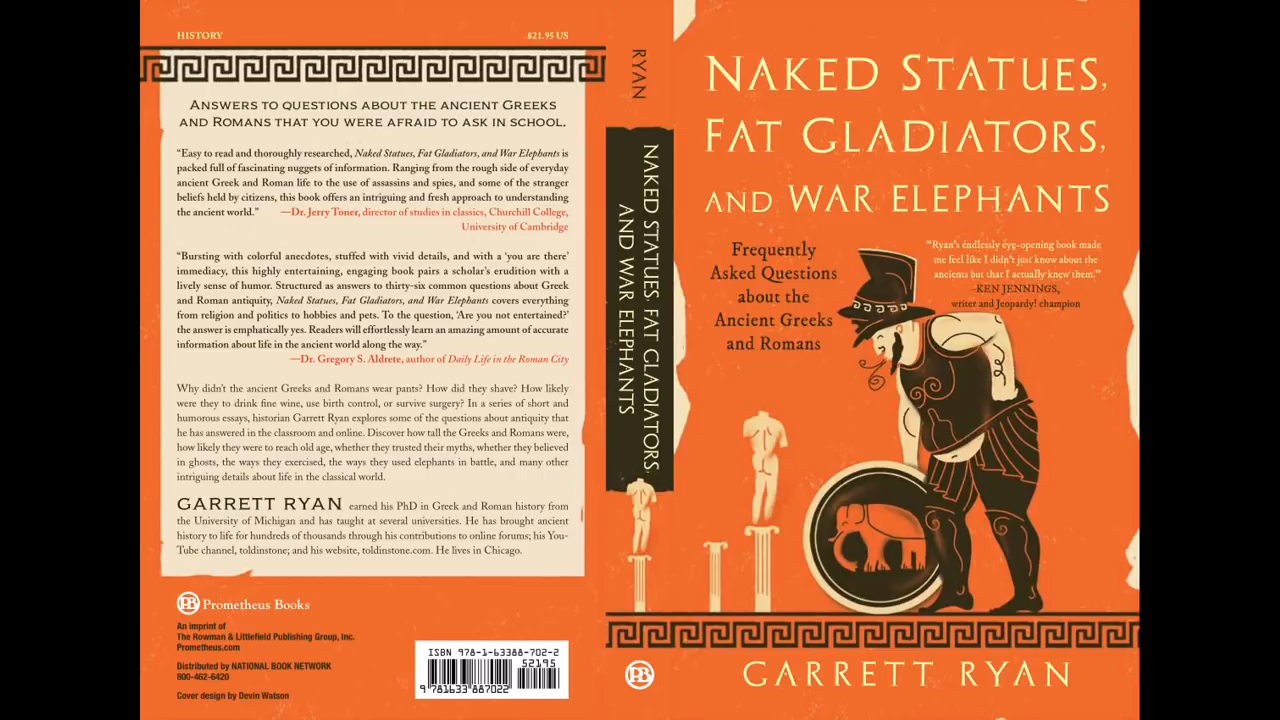 HISTORY
$21.95 US
ANSWERS TO QUESTIONS ABOUT THE ANCIENT GREEKS
AND ROMANS THAT YOU WERE AFRAID TO ASK IN SCHOOL.
“Easy to read and thoroughly researched, Naked Statues, Fat Gladiators, and War Elephants is
packed full of fascinating nuggets of information. Ranging from the rough side of everyday
ancient Greek and Roman life to the use of assassins and spies, and some of the stranger
beliefs held by citizens, this book offers an intriguing and fresh approach to understanding
the ancient world.” —Dr. Jerry Toner, director of studies in classics, Churchill College,
University of Cambridge
“Bursting with colorful anecdotes, stuffed with vivid details, and with a ‘you are there’
immediacy, this highly entertaining, engaging book pairs a scholar’s erudition with a
lively sense of humor. Structured as answers to thirty-six common questions about Greek
and Roman antiquity, Naked Statues, Fat Gladiators, and War Elephants covers everything
from religion and politics to hobbies and pets. To the question, ‘Are you not entertained?’
the answer is emphatically yes. Readers will effortlessly learn an amazing amount of accurate
information about life in the ancient world along the way.”
—Dr. Gregory S. Aldrete, author of Daily Life in the Roman City
Why didn’t the ancient Greeks and Romans wear pants? How did they shave? How likely
were they to drink fine wine, use birth control, or survive surgery? In a series of short and
humorous essays, historian Garrett Ryan explores some of the questions about antiquity that
he has answered in the classroom and online. Discover how tall the Greeks and Romans were,
how likely they were to reach old age, whether they trusted their myths, whether they believed
in ghosts, the ways they exercised, the ways they used elephants in battle, and many other
intriguing details about life in the classical world.
GARRETT RYAN earned his PhD in Greek and Roman history from
the University of Michigan and has taught at several universities. He has brought ancient
history to life for hundreds of thousands through his contributions to online forums; his You-
Tube channel, toldinstone; and his website, toldinstone.com. He lives in Chicago.
PB Prometheus Books
An imprint of
The Rowman & Littlefield Publishing Group, Inc.
Prometheus.com
Distributed by NATIONAL BOOK NETWORK
800-462-6420
Cover design by Devin Watson
ISBN 978-1-63388-702-2
52195
9 781633 887022
RYAN
NAKED STATUES, FAT GLADIATORS,
AND WAR ELEPHANTS
PB
NAKED STATUES,
FAT GLADIATORS,
AND WAR ELEPHANTS
Frequently
Asked Questions
about the
Ancient Greeks
and Romans
“Ryan’s endlessly eye-opening book made
me feel like I didn’t just know about the
ancients but that I actually knew them.”
-KEN JENNINGS,
writer and Jeopardy! champion
GARRETT RYAN